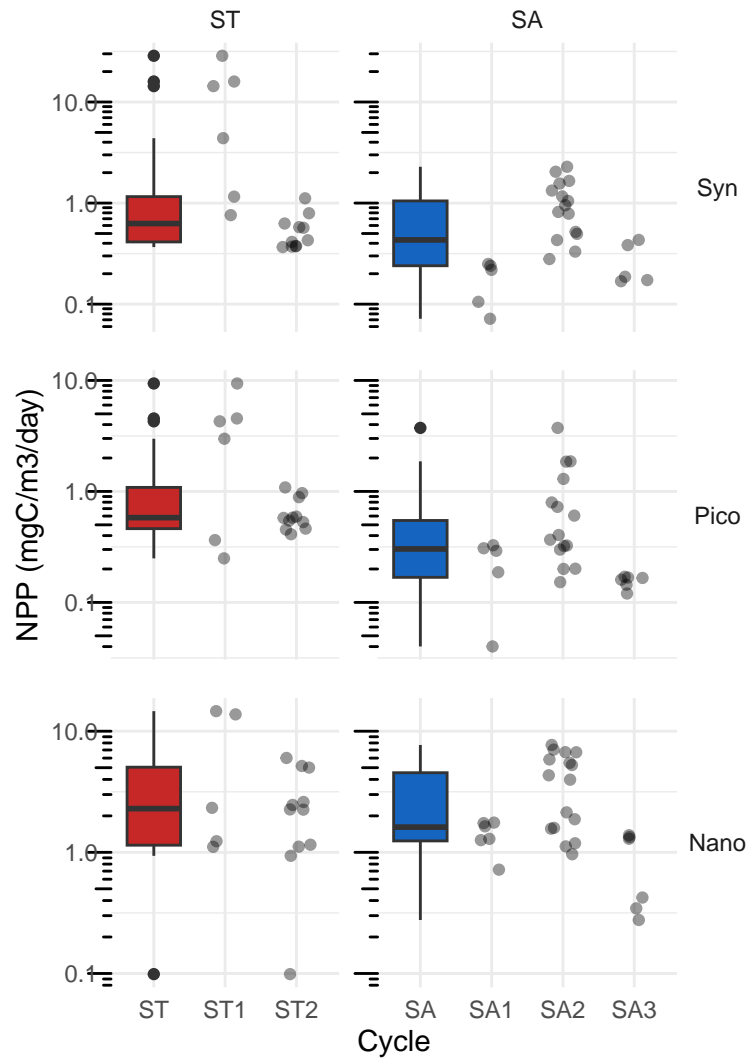 ST SA
10.0
1.0
0.1
Syn
10.0
1.0
0.1
Pico
10.0
1.0
0.1
Nano
NPP (mgC/m3/day)
ST ST1 ST2 SA SA1 SA2 SA3
Cycle